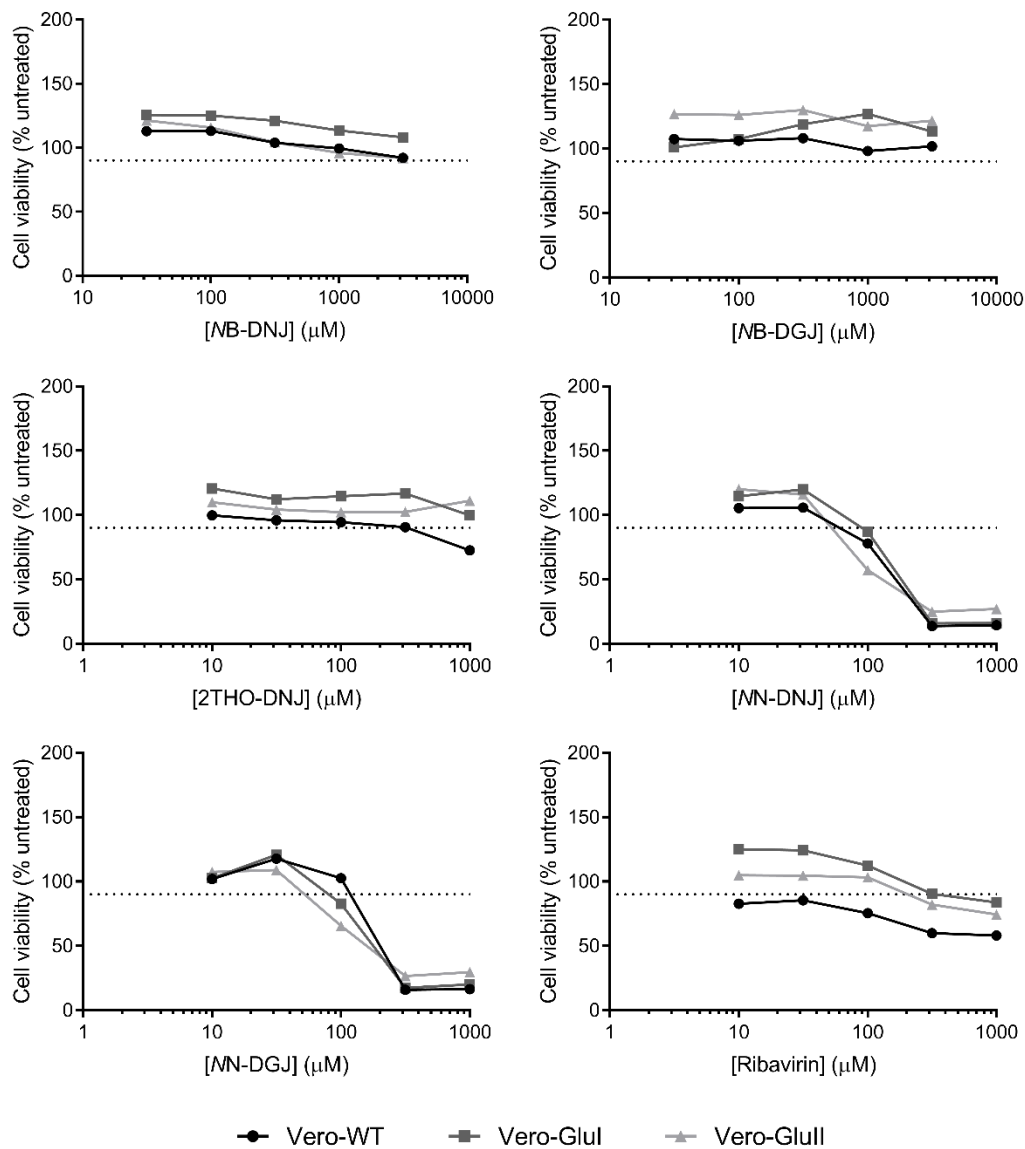 200
150
100
50
0
Cell viability (% untreated)
10 100 1000 10000
[NB-DNJ] (μM)
200
150
100
50
0
Cell viability (% untreated)
10 100 1000 10000
[NB-DGJ] (μM)
200
150
100
50
0
Cell viability (% untreated)
1 10 100 1000
[2THO-DNJ] (μM)
200
150
100
50
0
Cell viability (% untreated)
1 10 100 1000
[NN-DNJ] (μM)
200
150
100
50
0
Cell viability (% untreated)
1 10 100 1000
[NN-DGJ] (μM)
200
150
100
50
0
Cell viability (% untreated)
1 10 100 1000
[Ribavirin] (μM)
Vero-WT Vero-GluI Vero-GluII